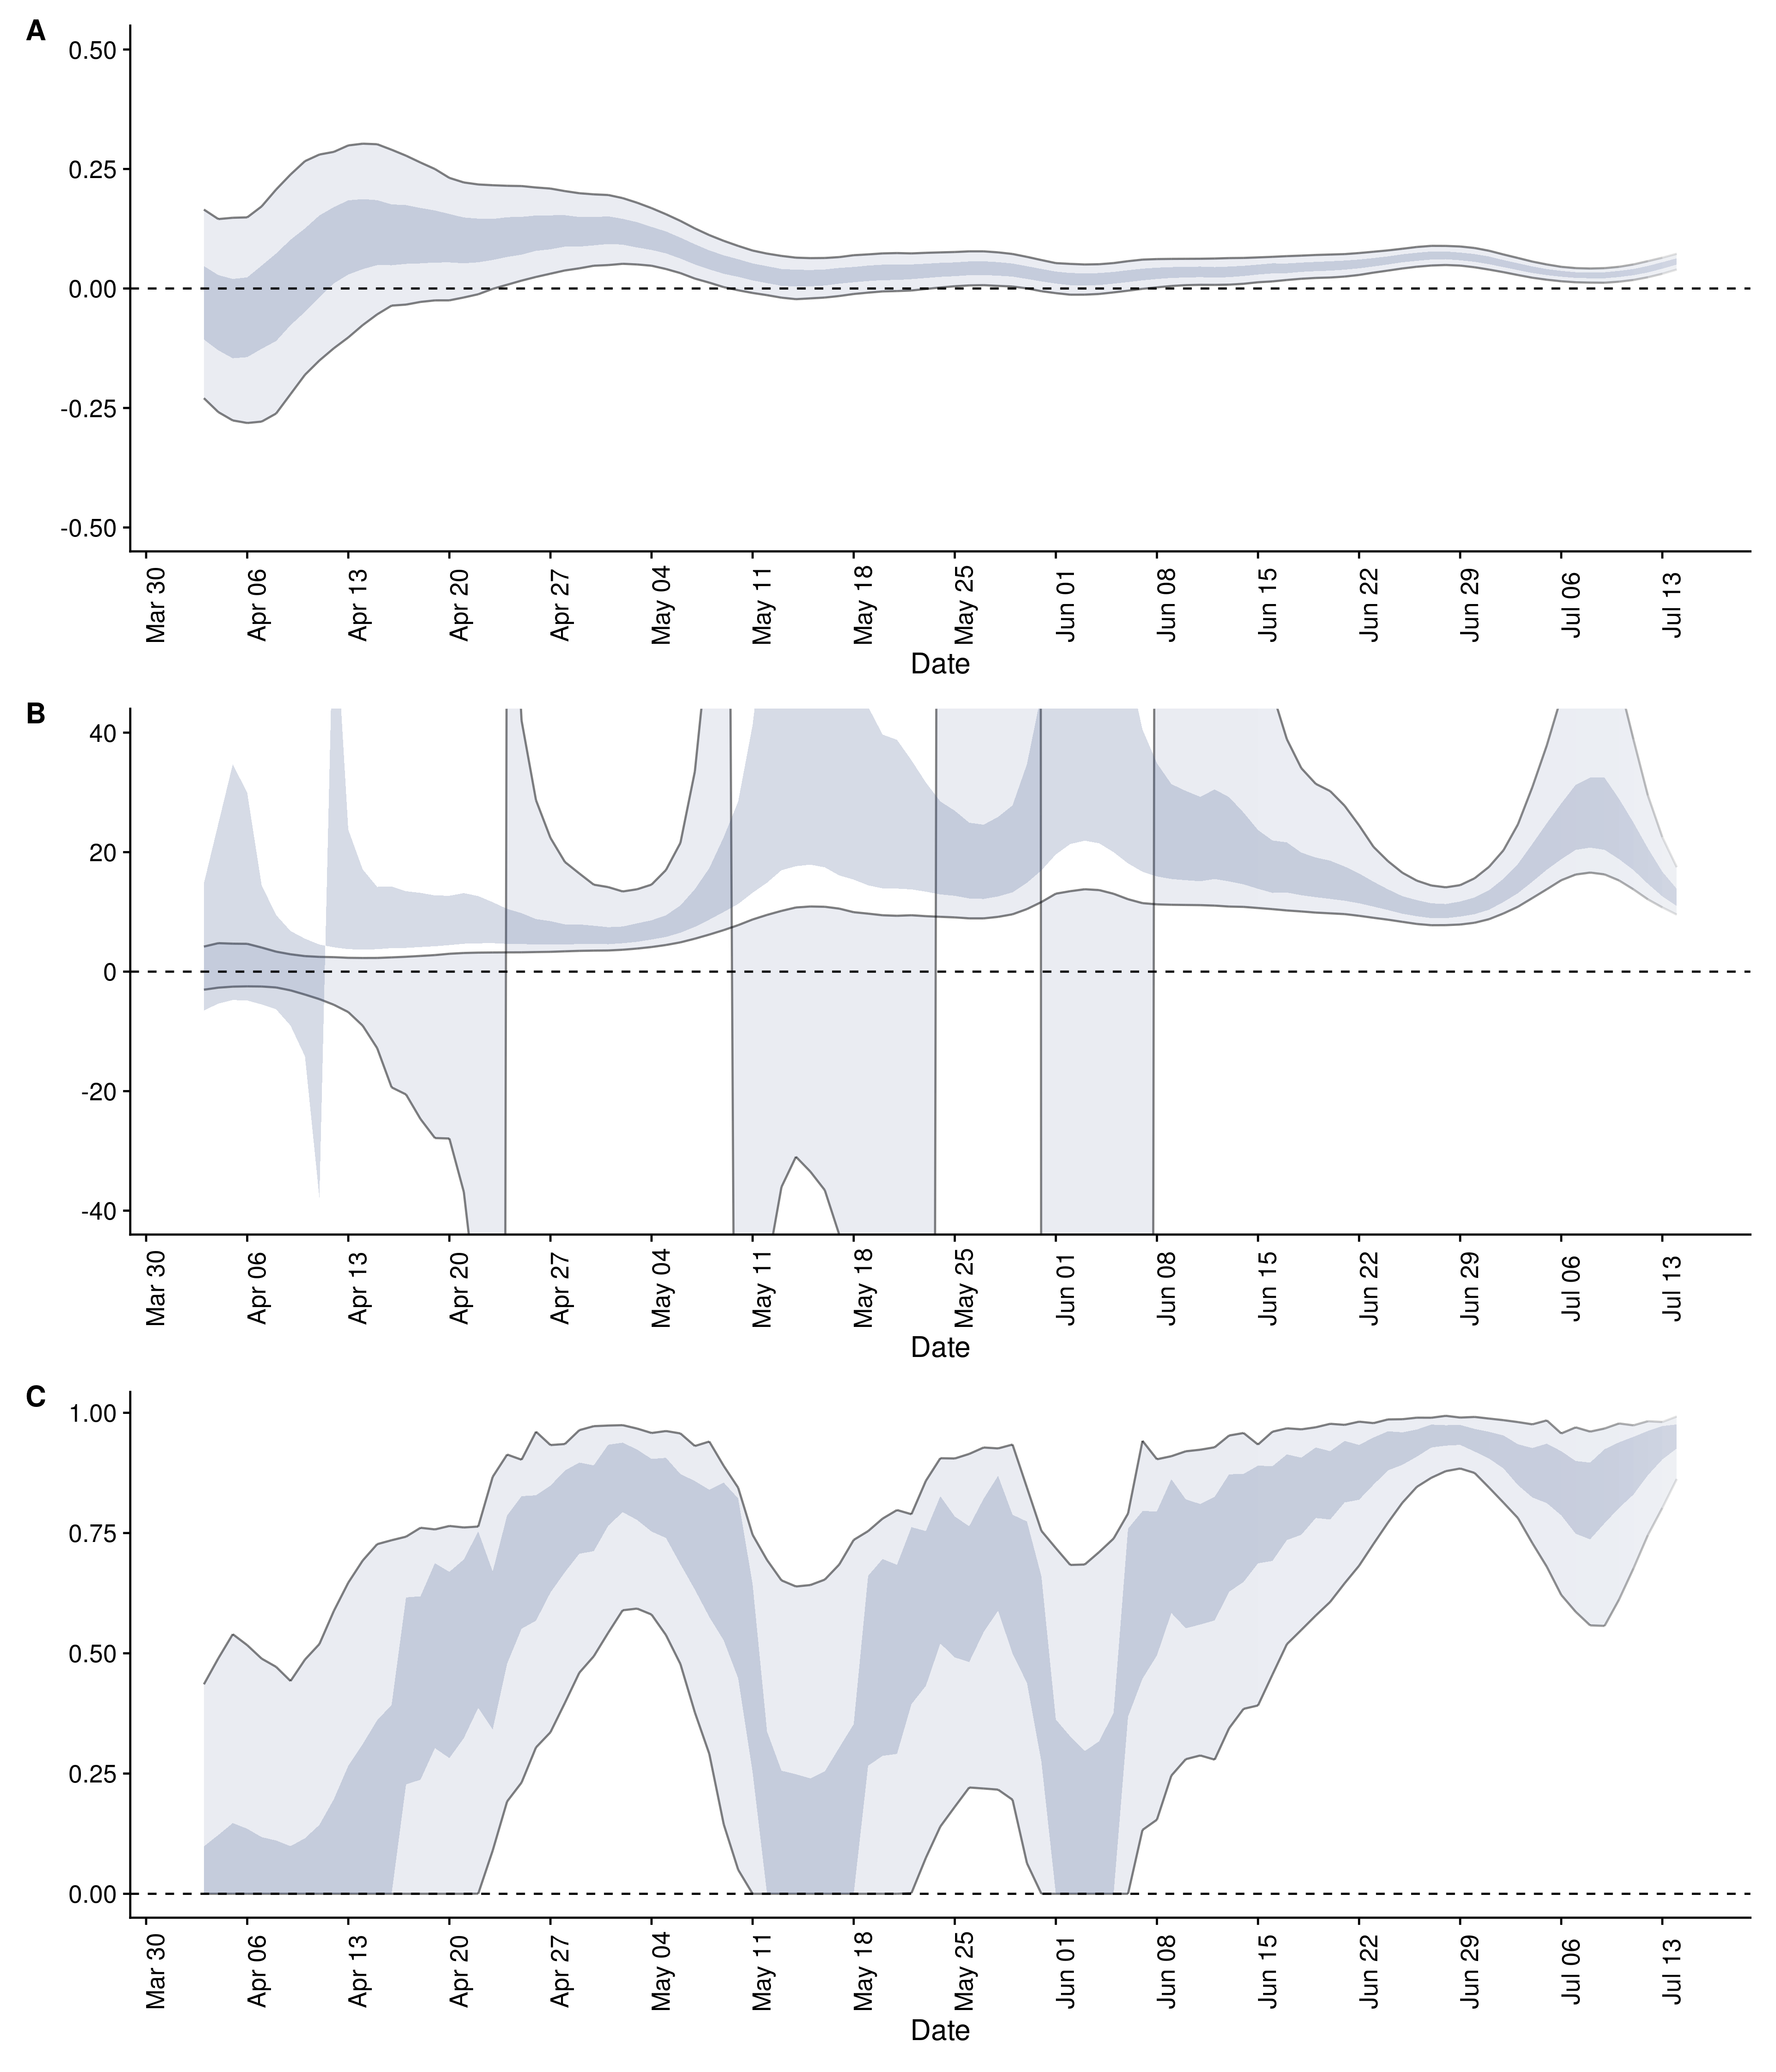 A
0.50
0.25
0.00
-0.25
-0.50
Mar 30
Apr 06
Apr 13
Apr 20
Apr 27
May 04
May 11
May 18
May 25
Jun 01
Jun 08
Jun 15
Jun 22
Jun 29
Jul 06
Jul 13
Date
B
40
20
0
-20
-40
Mar 30
Apr 06
Apr 13
Apr 20
Apr 27
May 04
May 11
May 18
May 25
Jun 01
Jun 08
Jun 15
Jun 22
Jun 29
Jul 06
Jul 13
Date
C
1.00
0.75
0.50
0.25
0.00
Mar 30
Apr 06
Apr 13
Apr 20
Apr 27
May 04
May 11
May 18
May 25
Jun 01
Jun 08
Jun 15
Jun 22
Jun 29
Jul 06
Jul 13
Date